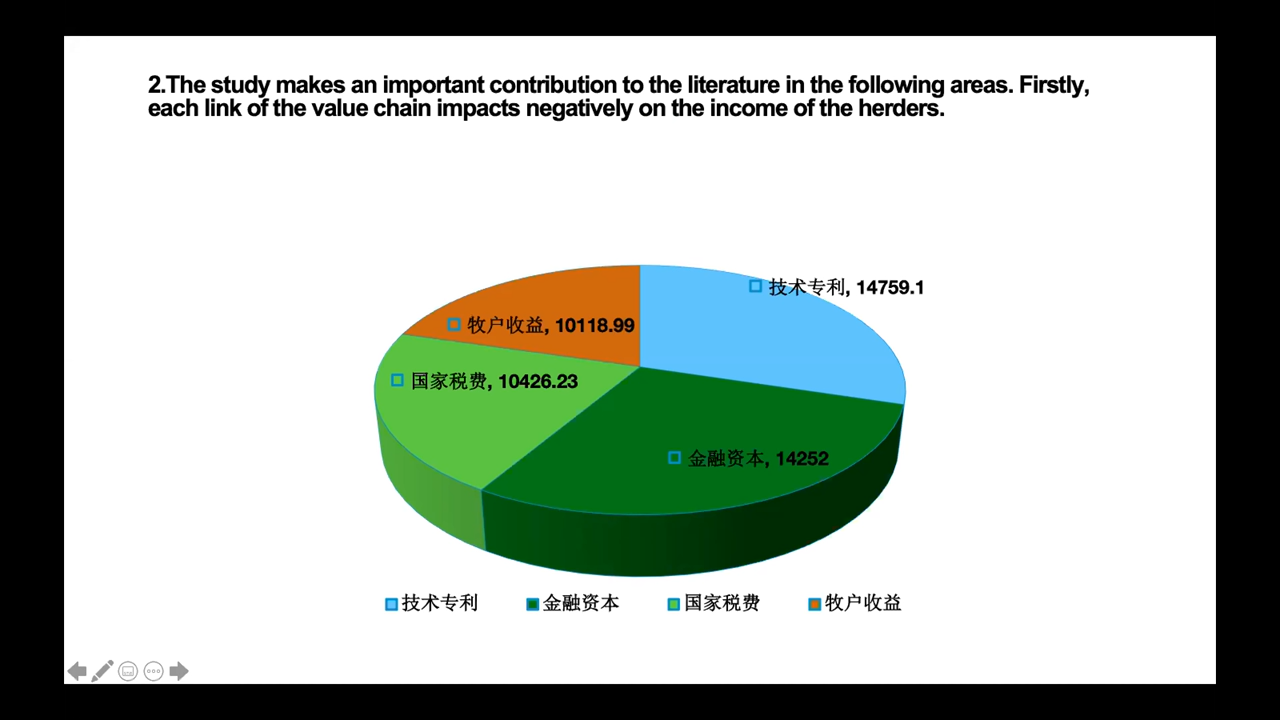 2.The study makes an important contribution to the literature in the following areas. Firstly,
each link of the value chain impacts negatively on the income of the herders.
技术专利, 14759.1
牧户收益, 10118.99
国家税费, 10426.23
金融资本, 14252
技术专利 金融资本 国家税费 牧户收益